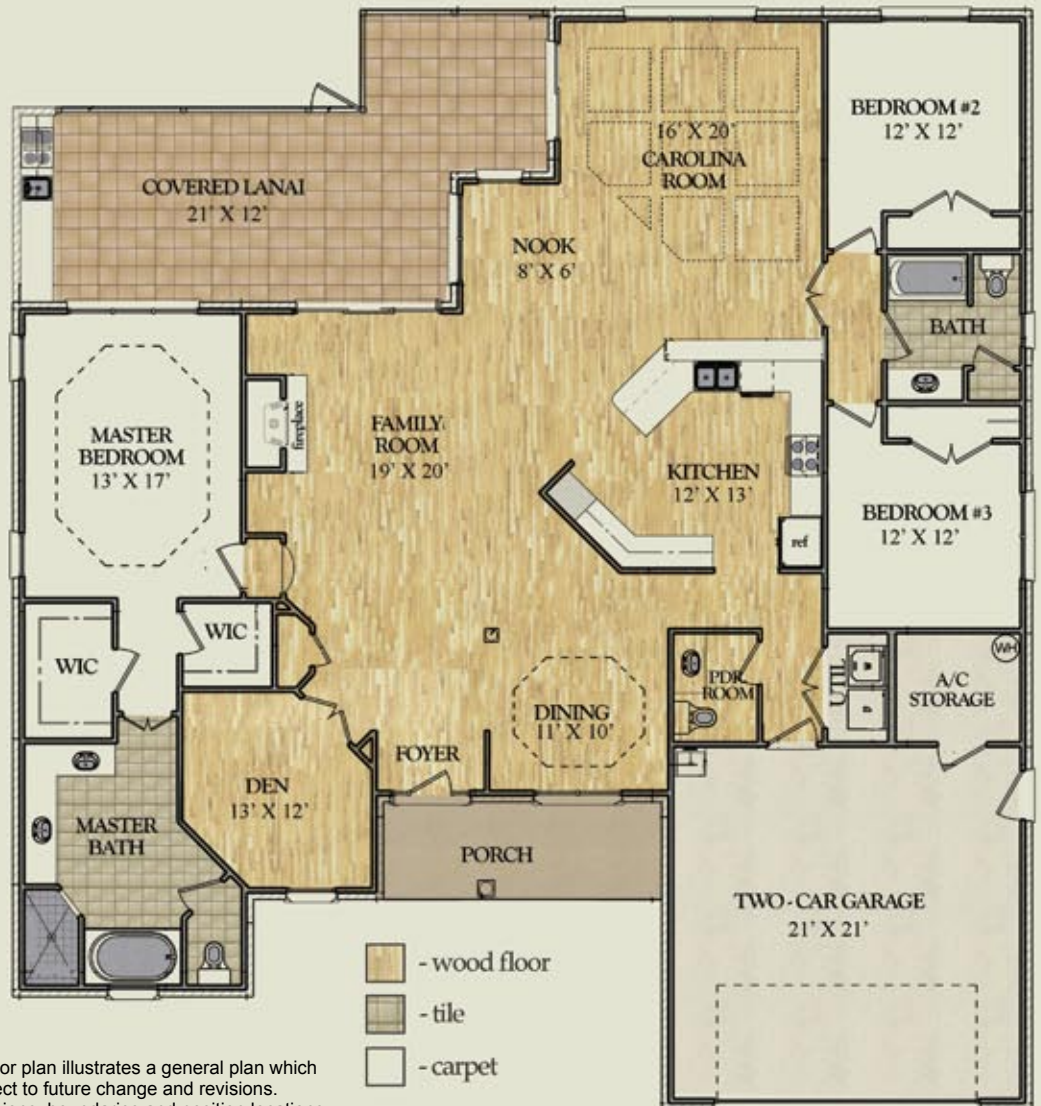 BEDROOM #2
12' X 12'
16' X 20'
CAROLINA
ROOM
COVERED LANAI
21' X 12'
NOOK
8' X 6'
BATH
MASTER
BEDROOM
13' X 17'
fireplace
FAMILY
ROOM
19' X 20'
KITCHEN
12' X 13'
ref
BEDROOM #3
12' X 12'
WIC
WIC
PDR.
ROOM
UTIL
WH
A/C
STORAGE
DINING
11' X 10'
FOYER
DEN
13' X 12'
MASTER
BATH
PORCH
TWO-CAR GARAGE
21' X 21'
- wood floor
- tile
- carpet
or plan illustrates a general plan which
ect to future change and revisions.